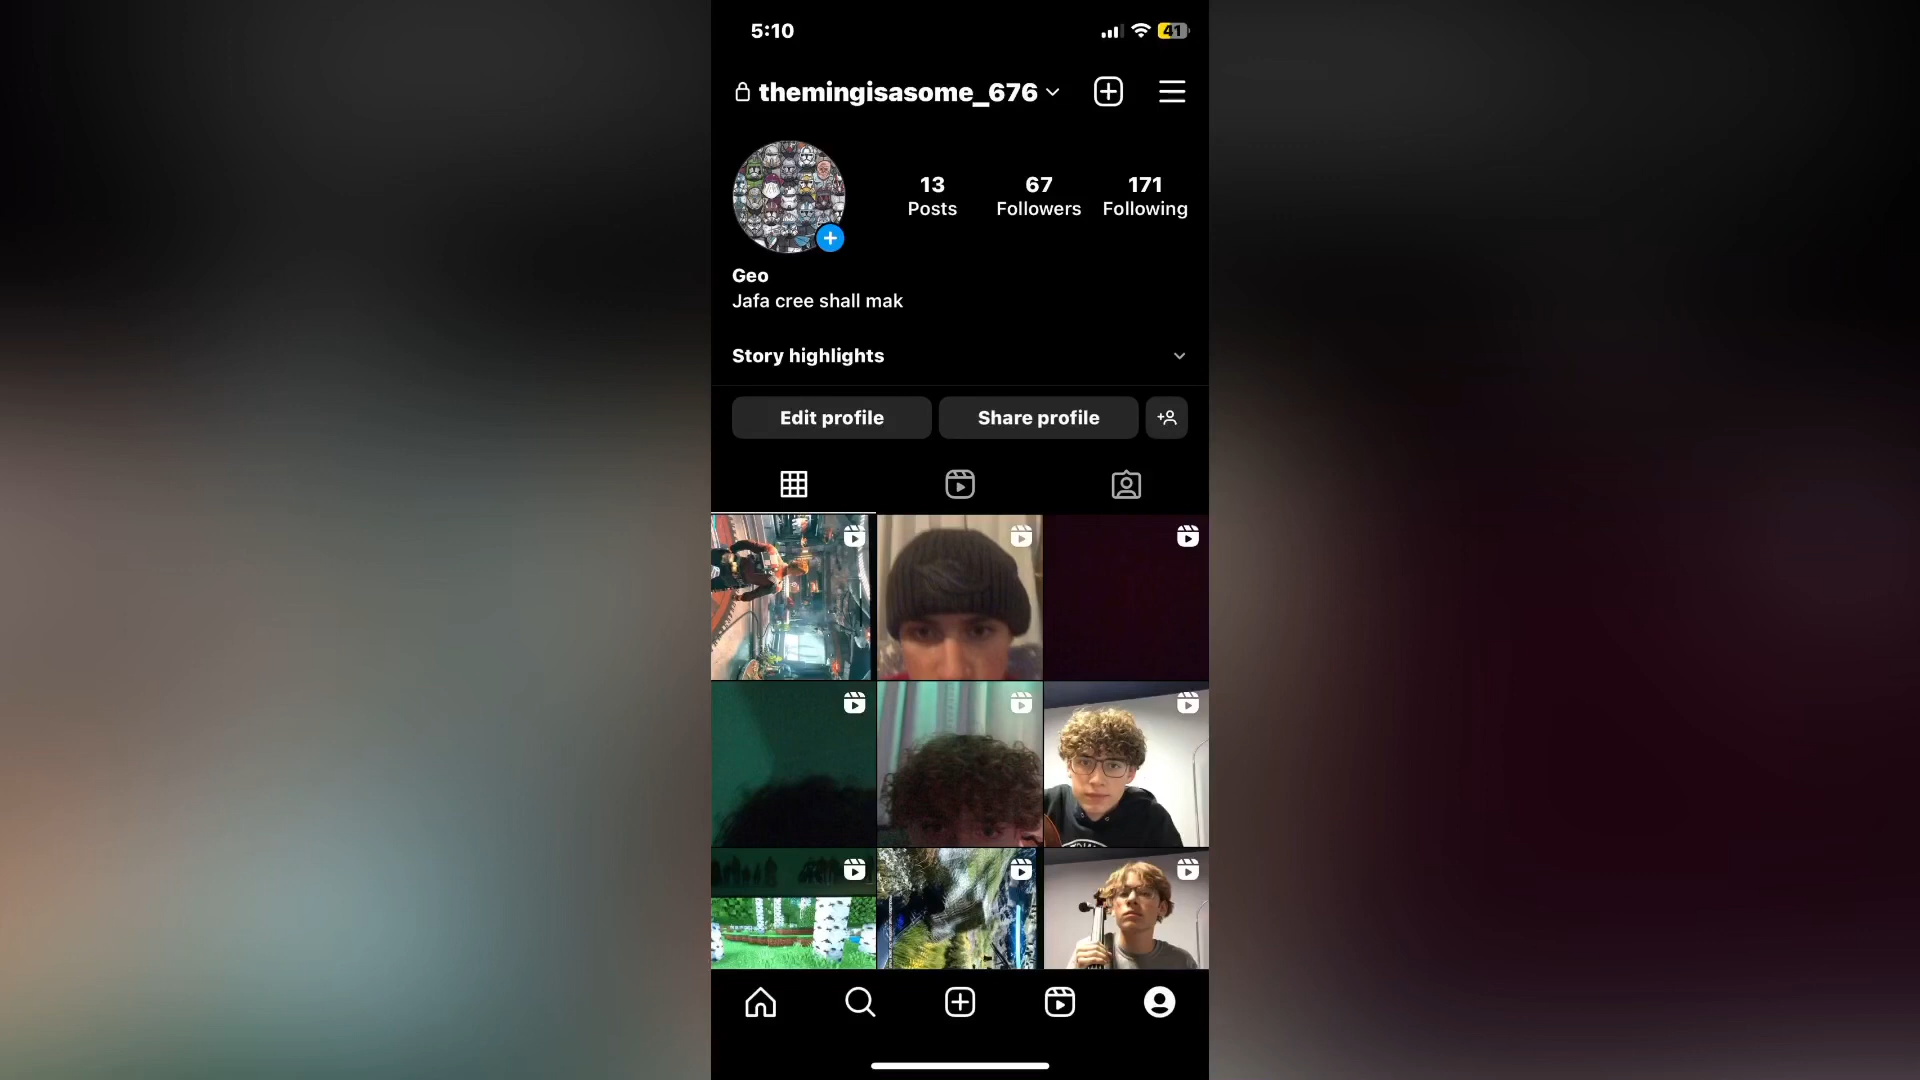 5:10
41
themingisasome_676
13
Posts
67
Followers
171
Following
Geo
Jafa cree shall mak
Story highlights
Edit profile
Share profile